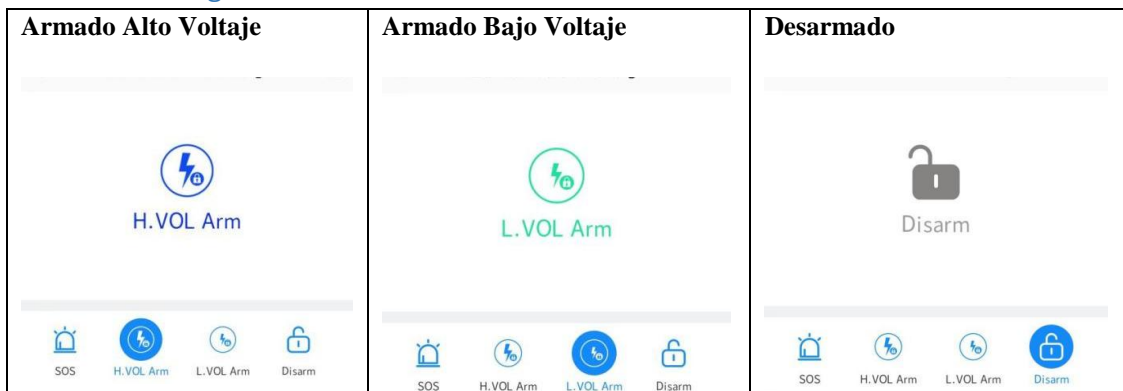 Armado Alto Voltaje
H.VOL Arm
SOS H.VOL Arm L.VOL Arm Disarm
Armado Bajo Voltaje
L.VOL Arm
SOS H.VOL Arm L.VOL Arm Disarm
Desarmado
Disarm
SOS H.VOL Arm L.VOL Arm Disarm